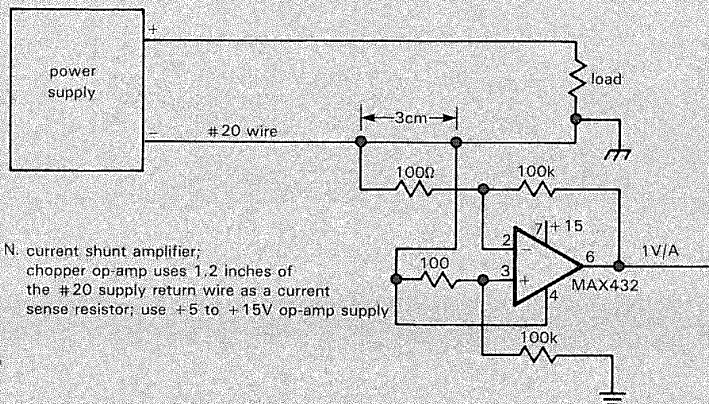 +
power
supply
load
3cm
−
#20 wire
100Ω
100k
7
+15
2
−
6
1V/A
N. current shunt amplifier;
chopper op-amp uses 1.2 inches of
the #20 supply return wire as a current
sense resistor; use +5 to +15V op-amp supply
100
3
+
4
MAX432
100k